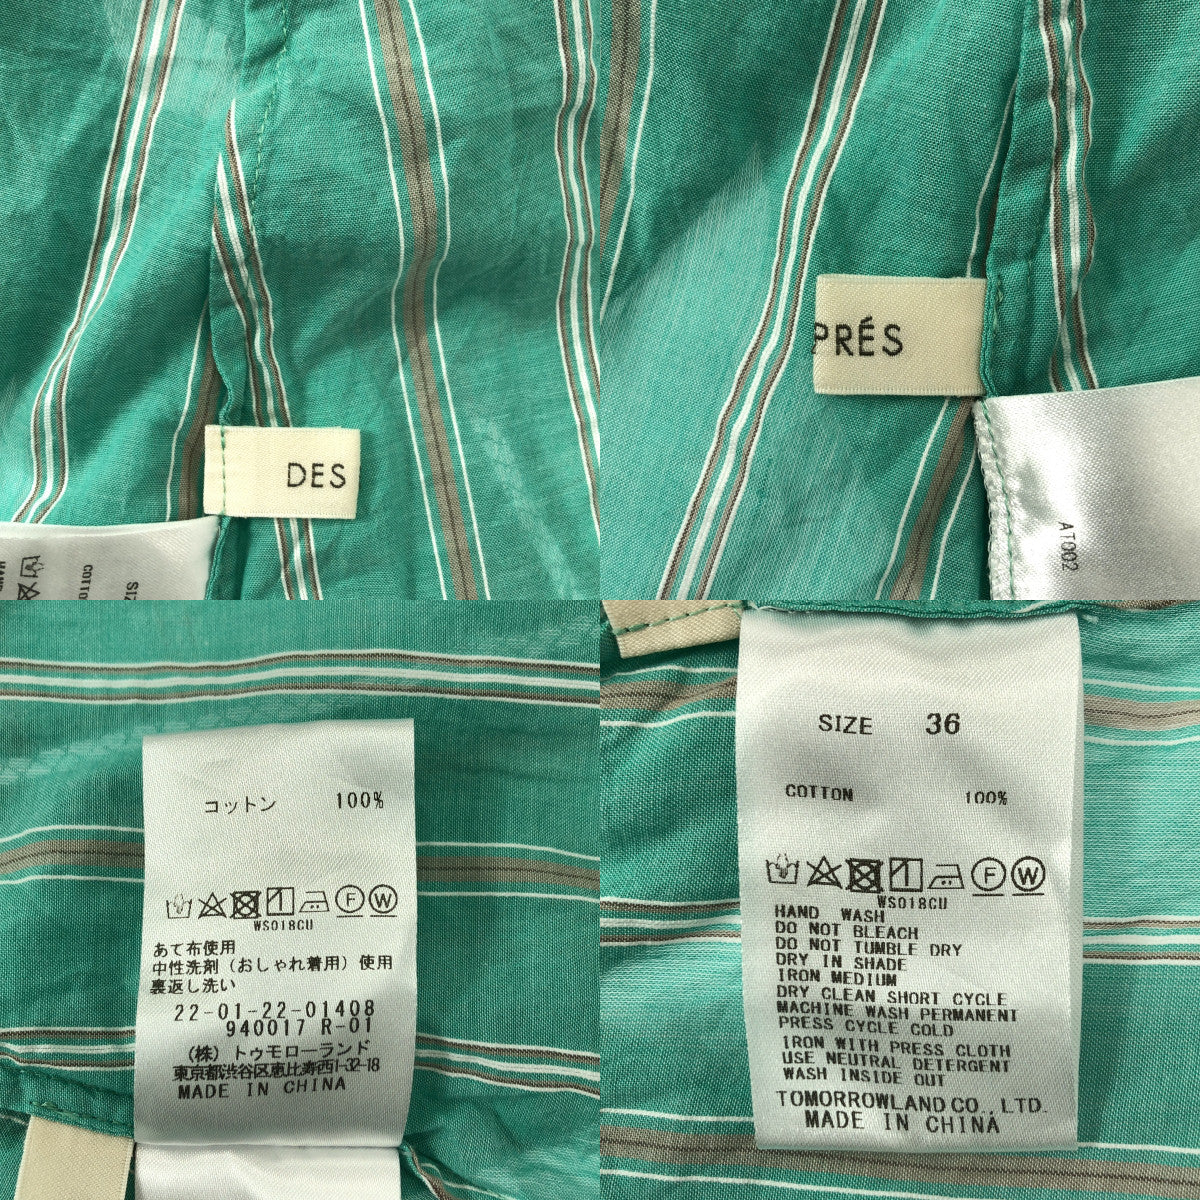 DES
SIZ
COTTO
HAND
PRÉS
AT002
コットン 100%
WS018CU
あて布使用
中性洗剤（おしゃれ着用）使用
裏返し洗い
22-01-22-01408
940017 R-01
（株）トゥモローランド
東京都渋谷区恵比寿西1-32-18
MADE IN CHINA
SIZE 36
COTTON 100%
F W
WS018CU
HAND WASH
DO NOT BLEACH
DO NOT TUMBLE DRY
DRY IN SHADE
IRON MEDIUM
DRY CLEAN SHORT CYCLE
MACHINE WASH PERMANENT
PRESS CYCLE COLD
IRON WITH PRESS CLOTH
USE NEUTRAL DETERGENT
WASH INSIDE OUT
TOMORROWLAND CO., LTD.
MADE IN CHINA